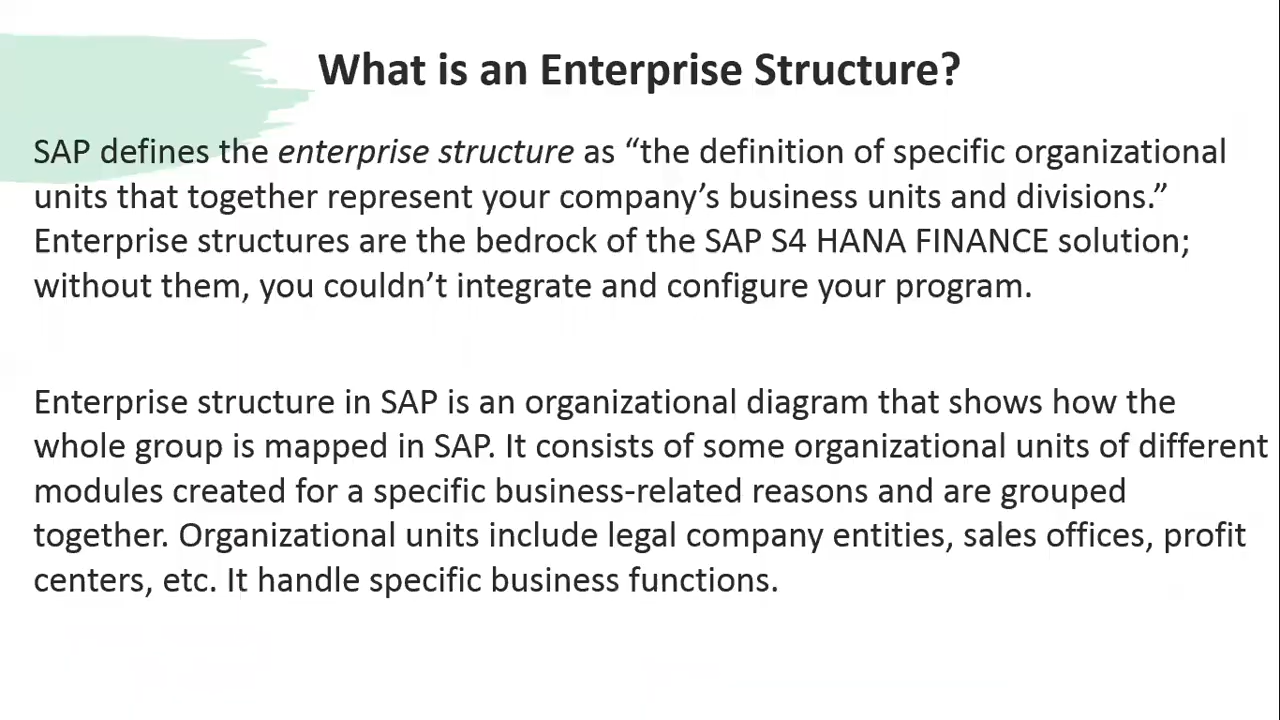 What is an Enterprise Structure?
SAP defines the enterprise structure as “the definition of specific organizational
units that together represent your company’s business units and divisions.”
Enterprise structures are the bedrock of the SAP S4 HANA FINANCE solution;
without them, you couldn’t integrate and configure your program.
Enterprise structure in SAP is an organizational diagram that shows how the
whole group is mapped in SAP. It consists of some organizational units of different
modules created for a specific business-related reasons and are grouped
together. Organizational units include legal company entities, sales offices, profit
centers, etc. It handle specific business functions.